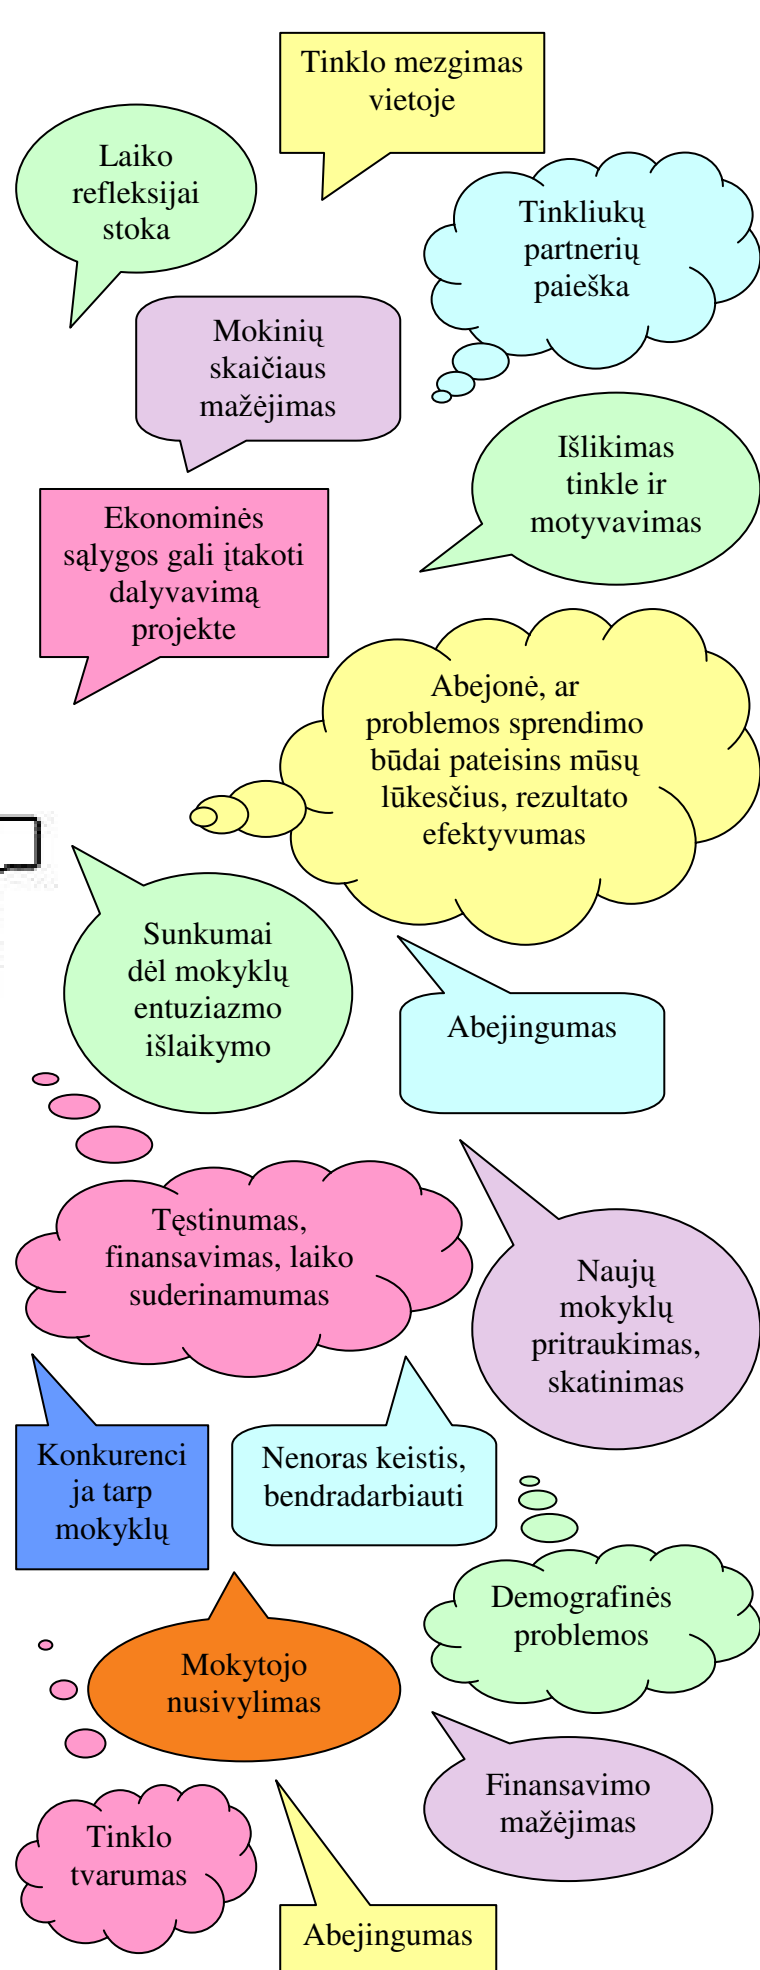 Tinklo mezgimas
vietoje
Laiko
refleksijai
stoka
Tinkliukų
partnerių
paieška
Mokinių
skaičiaus
mažėjimas
Išlikimas
tinkle ir
motyvavimas
Ekonominės
sąlygos gali įtakoti
dalyvavimą
projekte
Abejonė, ar
problemos sprendimo
būdai pateisins mūsų
lūkesčius, rezultato
efektyvumas
Sunkumai
dėl mokyklų
entuziazmo
išlaikymo
Abejingumas
Tęstinumas,
finansavimas, laiko
suderinamumas
Naujų
mokyklų
pritraukimas,
skatinimas
Konkurenci
ja tarp
mokyklų
Nenoras keistis,
bendradarbiauti
Demografinės
problemos
Mokytojo
nusivylimas
Finansavimo
mažėjimas
Tinklo
tvarumas
Abejingumas